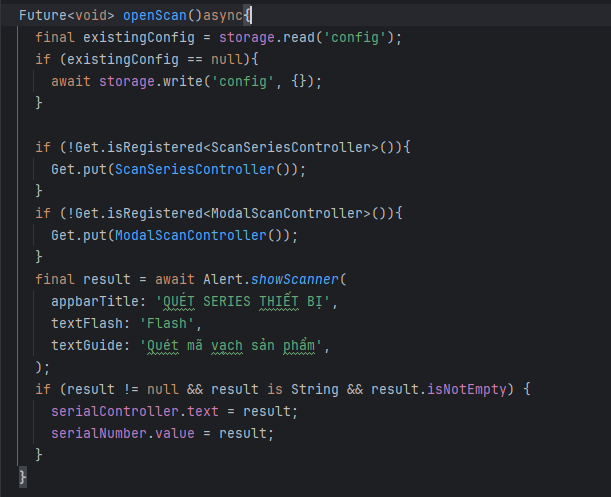 Future<void> openScan()async{
final existingConfig = storage.read('config');
if (existingConfig == null){
await storage.write('config', {});
}
if (!Get.isRegistered<ScanSeriesController>()){
Get.put(ScanSeriesController());
}
if (!Get.isRegistered<ModalScanController>()){
Get.put(ModalScanController());
}
final result = await Alert.showScanner(
appbarTitle: 'QUÉT SERIES THIẾT BỊ',
textFlash: 'Flash',
textGuide: 'Quét mã vạch sản phẩm',
);
if (result != null && result is String && result.isNotEmpty) {
serialController.text = result;
serialNumber.value = result;
}
}